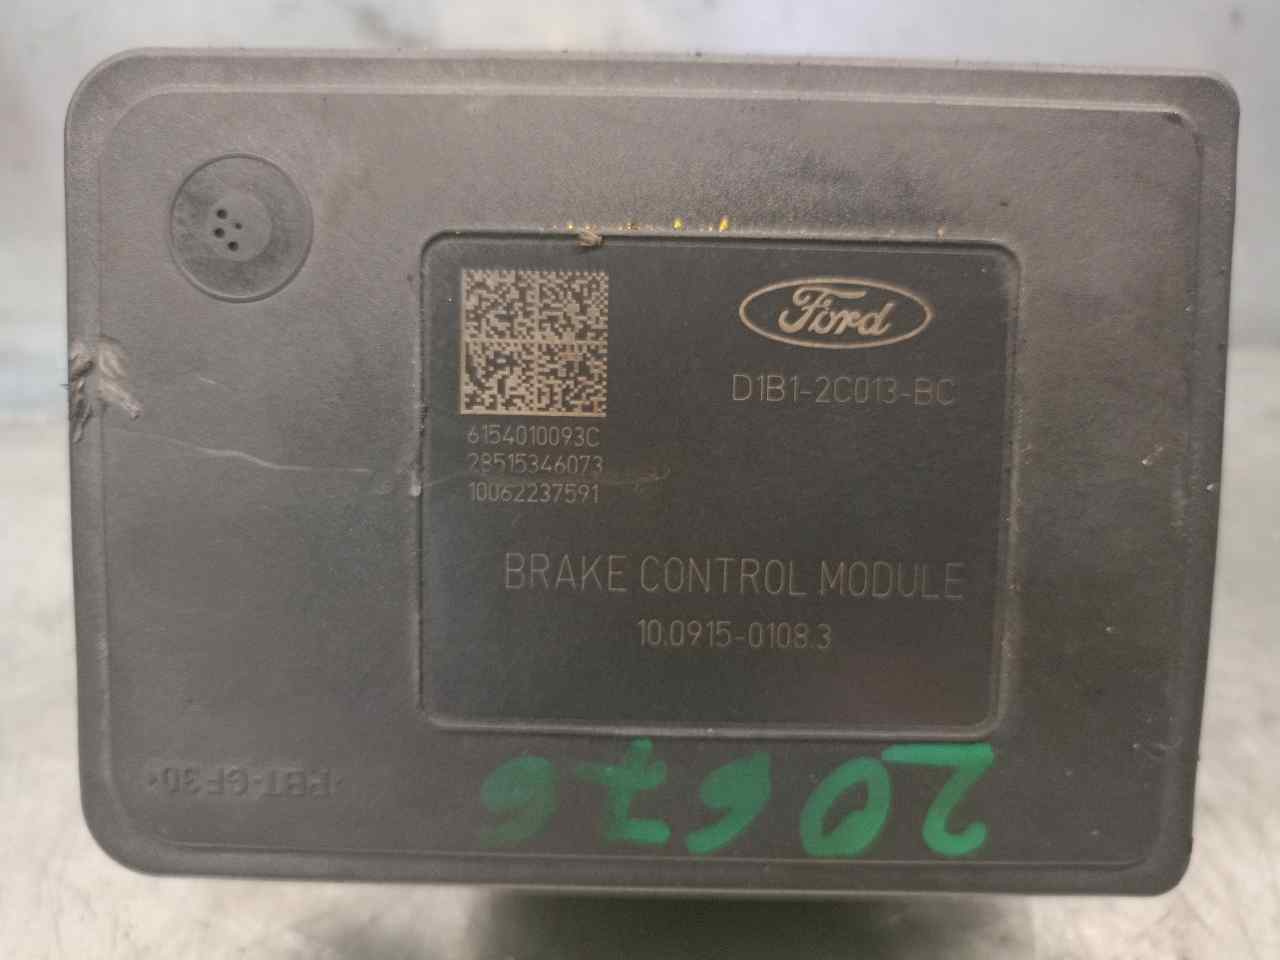 Ford
D1B1-2C013-BC
6154010093C
28515346073
10062237591
BRAKE CONTROL MODULE
10.0915-0108.3
20676
>PBT-GF30<